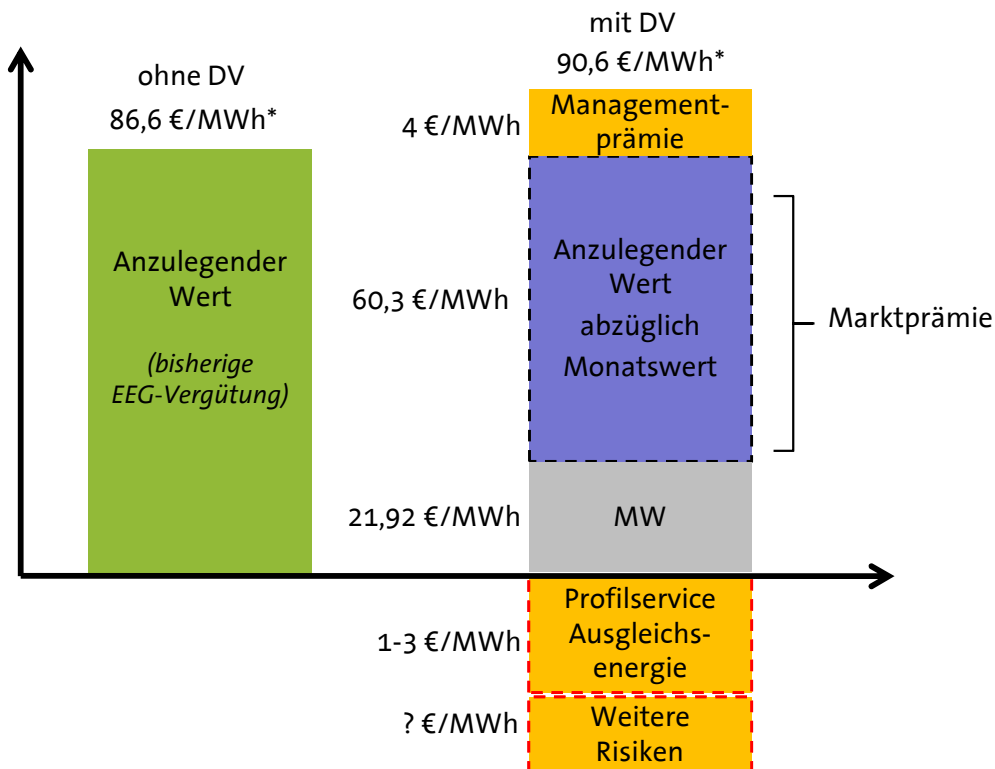 ohne DV
86,6 €/MWh*
Anzulegender
Wert
(bisherige
EEG-Vergütung)
mit DV
90,6 €/MWh*
4 €/MWh
Management-
prämie
60,3 €/MWh
Anzulegender
Wert
abzüglich
Monatswert
Marktprämie
21,92 €/MWh
MW
1-3 €/MWh
Profilservice
Ausgleichs-
energie
? €/MWh
Weitere
Risiken